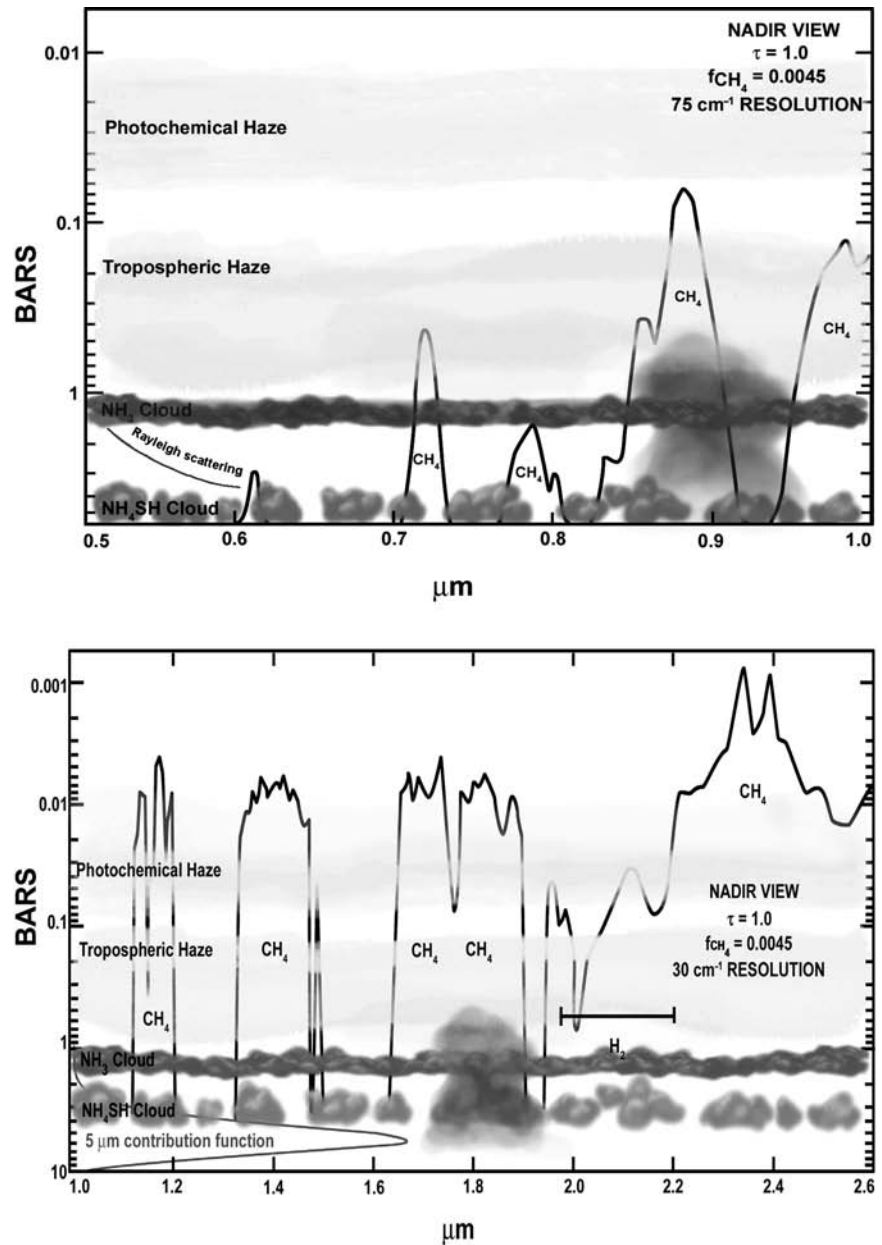 NADIR VIEW
τ = 1.0
fCH₄ = 0.0045
75 cm⁻¹ RESOLUTION
0.01
Photochemical Haze
0.1
Tropospheric Haze
BARS
CH₄
CH₄
1
NH₃ Cloud
Rayleigh scattering
CH₄
CH₄
NH₄SH Cloud
0.5
0.6
0.7
0.8
0.9
1.0
μm
0.001
0.01
CH₄
Photochemical Haze
NADIR VIEW
τ = 1.0
fCH₄ = 0.0045
30 cm⁻¹ RESOLUTION
BARS
0.1
Tropospheric Haze
CH₄
CH₄
CH₄
CH₄
1
H₂
NH₃ Cloud
NH₄SH Cloud
5 μm contribution function
10
1.0
1.2
1.4
1.6
1.8
2.0
2.2
2.4
2.6
μm